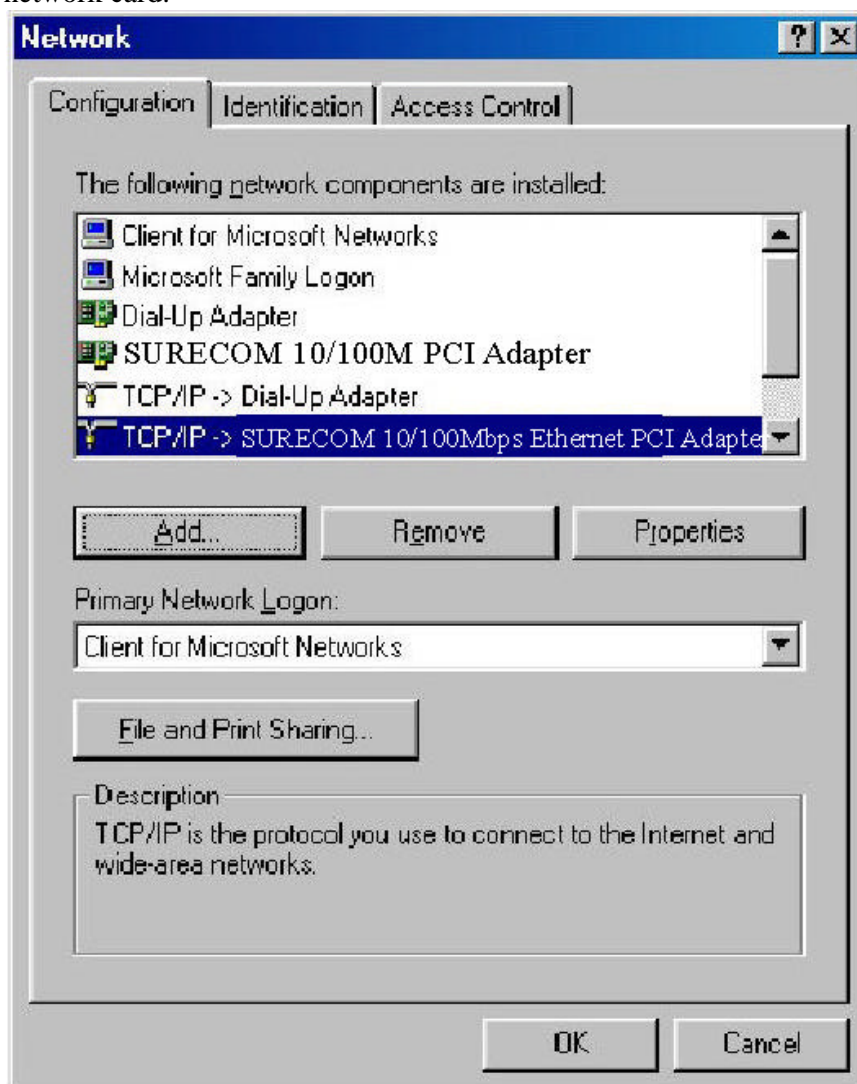 network card.
Network
Configuration Identification Access Control
The following network components are installed:
Client for Microsoft Networks
Microsoft Family Logon
Dial-Up Adapter
SURECOM 10/100M PCI Adapter
TCP/IP -> Dial-Up Adapter
TCP/IP -> SURECOM 10/100Mbps Ethernet PCI Adapte
Add... Remove Properties
Primary Network Logon:
Client for Microsoft Networks
File and Print Sharing...
Description
TCP/IP is the protocol you use to connect to the Internet and
wide-area networks.
OK Cancel